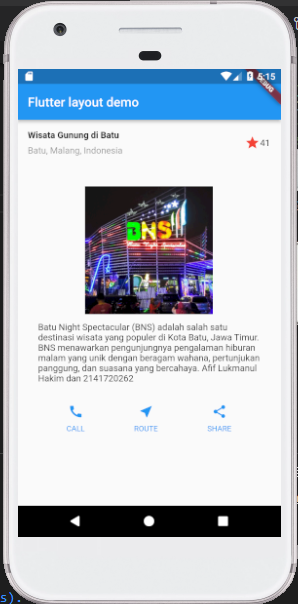 5:15
Flutter layout demo
Wisata Gunung di Batu
Batu, Malang, Indonesia
41
BNS
Batu Night Spectacular (BNS) adalah salah satu
destinasi wisata yang populer di Kota Batu, Jawa Timur.
BNS menawarkan pengunjungnya pengalaman hiburan
malam yang unik dengan beragam wahana, pertunjukan
panggung, dan suasana yang bercahaya. Afif Lukmanul
Hakim dan 2141720262
CALL
ROUTE
SHARE
s).